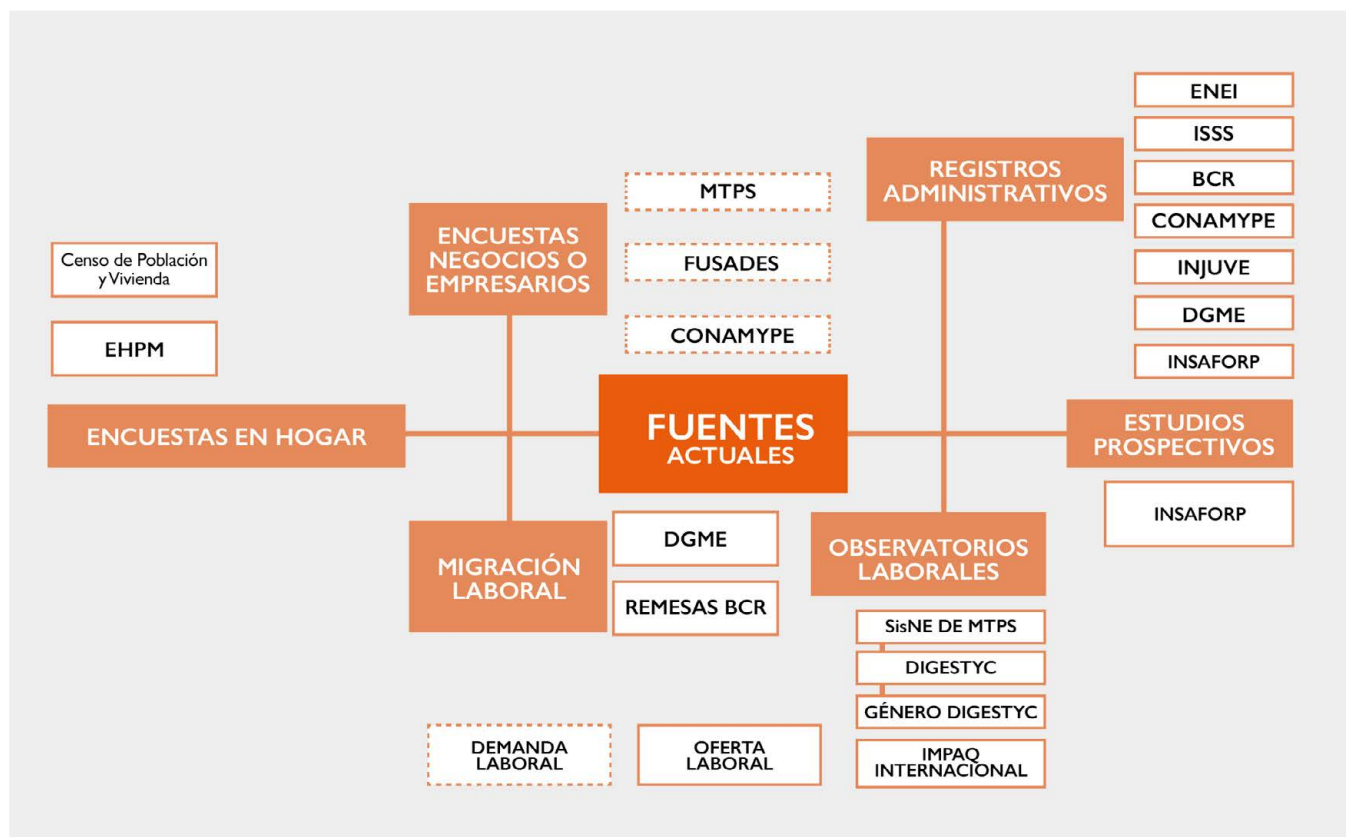 ENEI
ISSS
BCR
CONAMYPE
INJUVE
DGME
INSAFORP
REGISTROS
ADMINISTRATIVOS
MTPS
FUSADES
CONAMYPE
ENCUESTAS
NEGOCIOS O
EMPRESARIOS
Censo de Población
y Vivienda
EHPM
ENCUESTAS EN HOGAR
FUENTES
ACTUALES
ESTUDIOS
PROSPECTIVOS
INSAFORP
MIGRACIÓN
LABORAL
DGME
REMESAS BCR
OBSERVATORIOS
LABORALES
SisNE DE MTPS
DIGESTYC
GÉNERO DIGESTYC
IMPAQ
INTERNACIONAL
DEMANDA
LABORAL
OFERTA
LABORAL